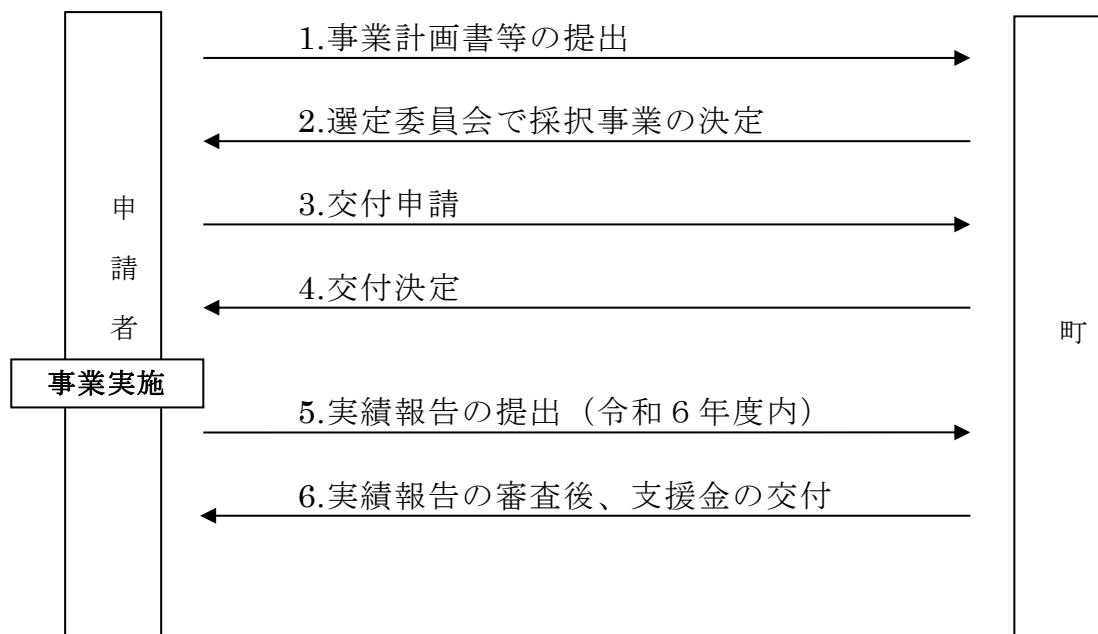 1.事業計画書等の提出
2.選定委員会で採択事業の決定
3.交付申請
4.交付決定
申請者
町
事業実施
5.実績報告の提出（令和６年度内）
6.実績報告の審査後、支援金の交付